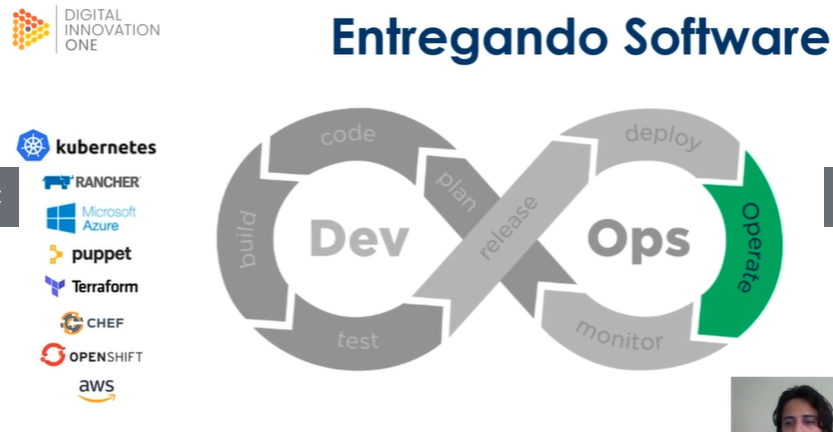 DIGITAL
INNOVATION
ONE
Entregando Software
kubernetes
RANCHER
Microsoft
Azure
puppet
Terraform
CHEF
OPENSHIFT
aws
code
plan
build
Dev
test
release
deploy
Ops
Operate
monitor